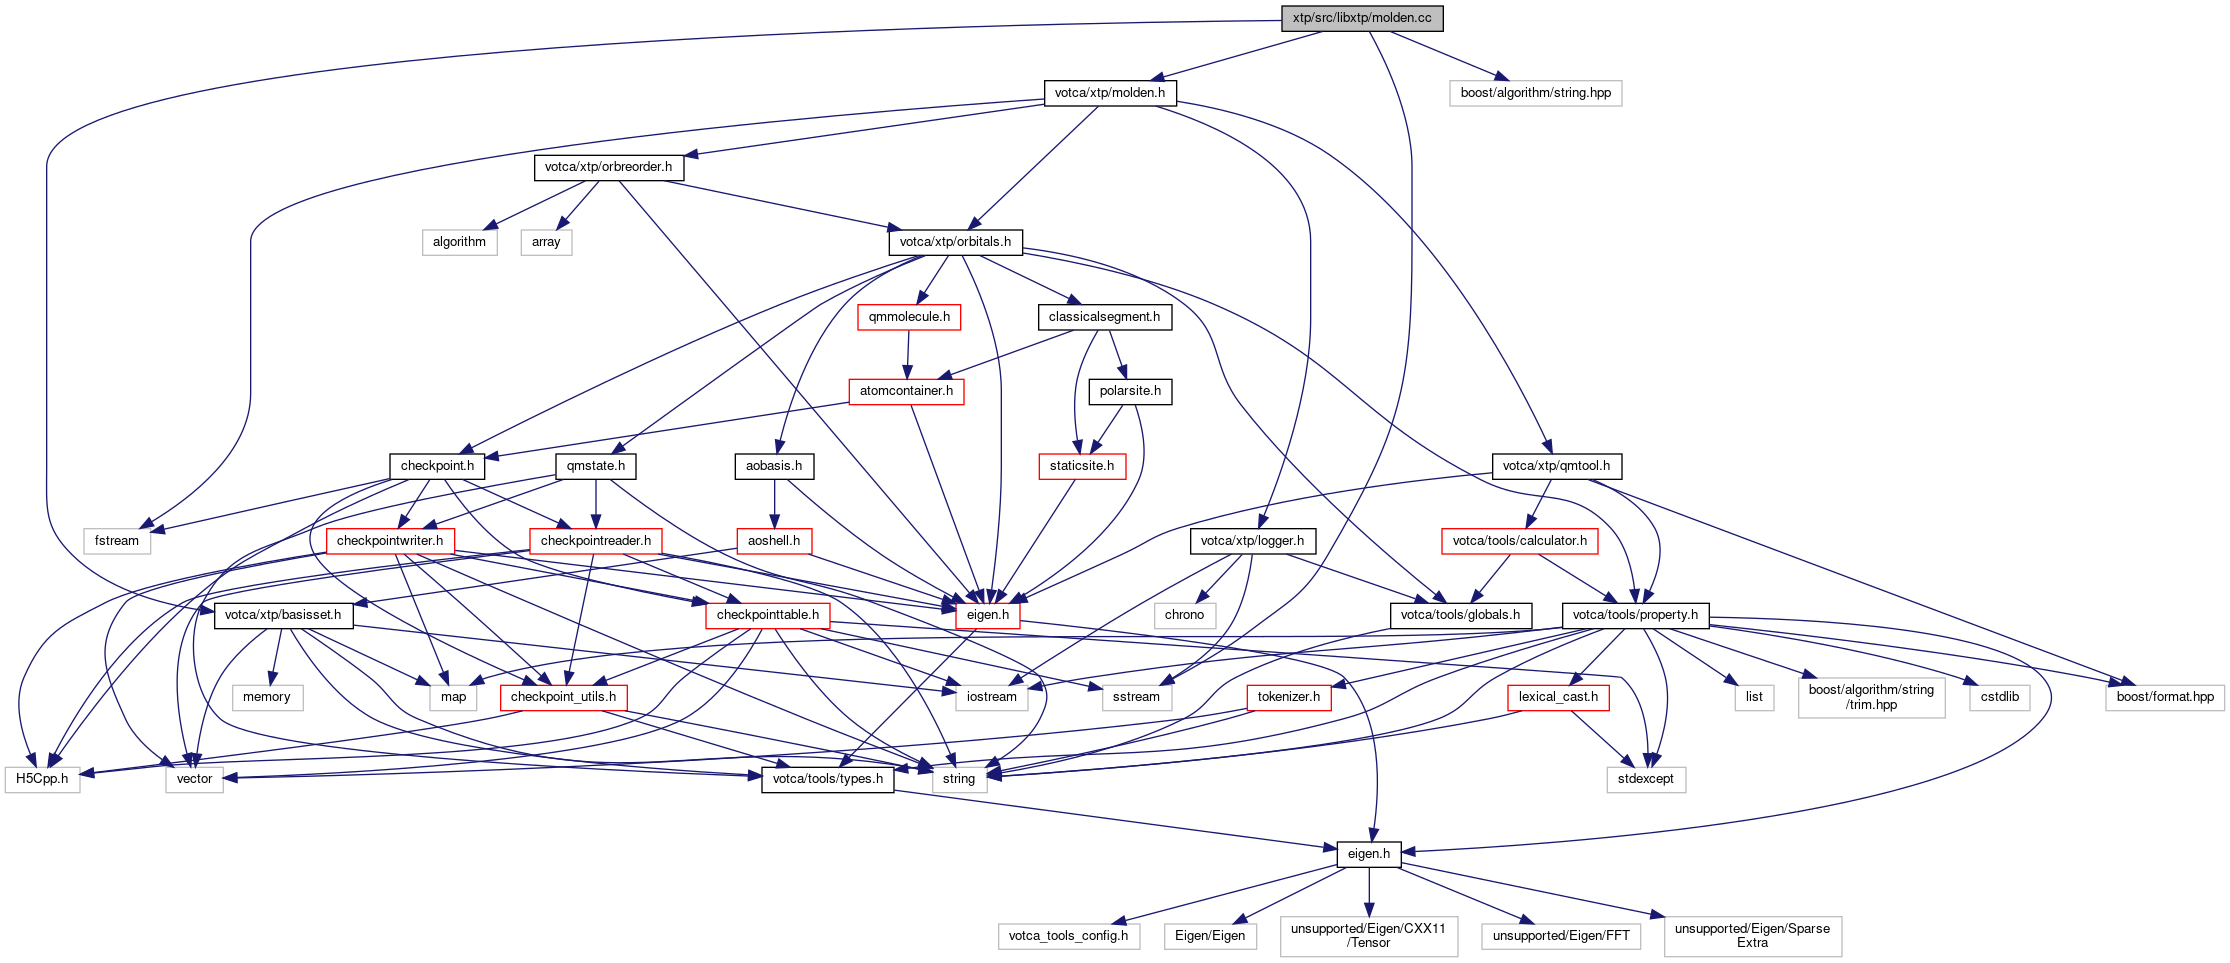 xtp/src/libxtp/molden.cc
votca/xtp/molden.h
boost/algorithm/string.hpp
votca/xtp/orbreorder.h
algorithm
array
votca/xtp/orbitals.h
qmmolecule.h
classicalsegment.h
atomcontainer.h
polarsite.h
checkpoint.h
qmstate.h
aobasis.h
staticsite.h
votca/xtp/qmtool.h
fstream
checkpointwriter.h
checkpointreader.h
aoshell.h
votca/xtp/logger.h
votca/tools/calculator.h
votca/xtp/basisset.h
checkpointtable.h
eigen.h
chrono
votca/tools/globals.h
votca/tools/property.h
memory
map
checkpoint_utils.h
iostream
sstream
tokenizer.h
lexical_cast.h
list
boost/algorithm/string
/trim.hpp
cstdlib
boost/format.hpp
H5Cpp.h
vector
votca/tools/types.h
string
stdexcept
eigen.h
votca_tools_config.h
Eigen/Eigen
unsupported/Eigen/CXX11
/Tensor
unsupported/Eigen/FFT
unsupported/Eigen/Sparse
Extra